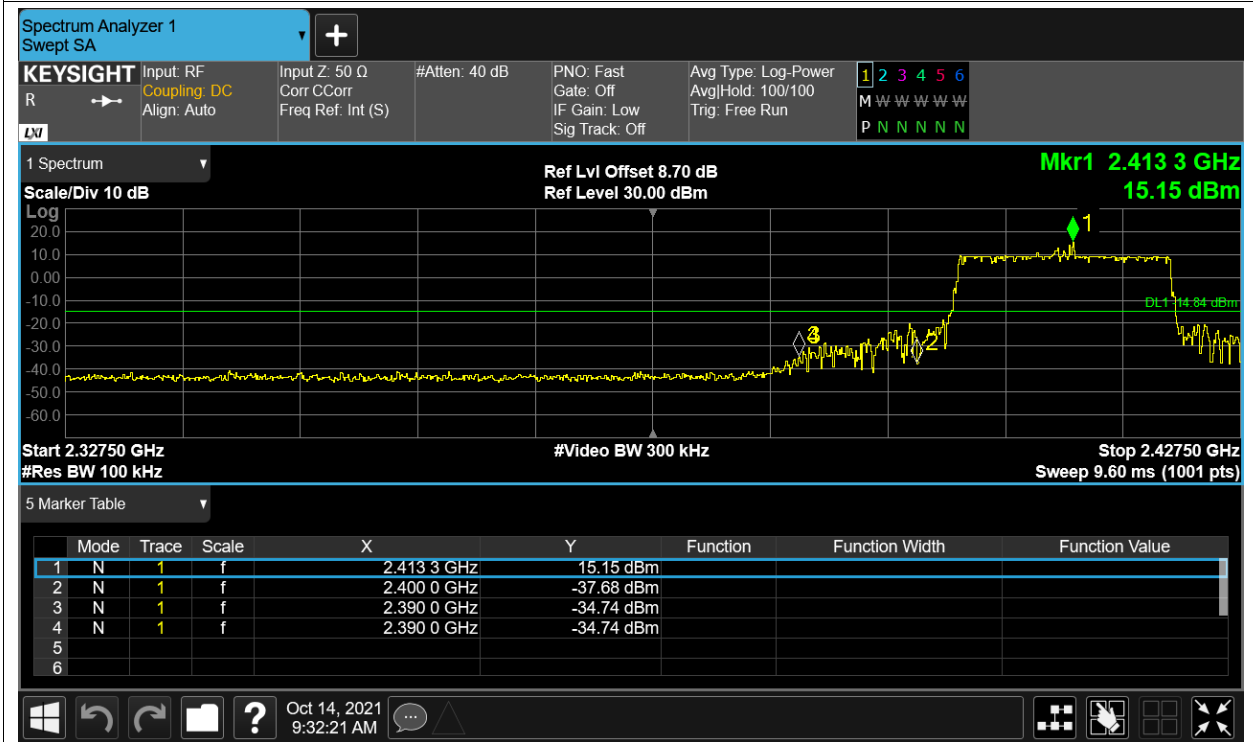 Spectrum Analyzer 1
Swept SA
+
KEYSIGHT
R
LXI
Input: RF
Coupling: DC
Align: Auto
Input Z: 50 Ω
Corr CCorr
Freq Ref: Int (S)
#Atten: 40 dB
PNO: Fast
Gate: Off
IF Gain: Low
Sig Track: Off
Avg Type: Log-Power
Avg|Hold: 100/100
Trig: Free Run
1 2 3 4 5 6
M W W W W W
P N N N N N
1 Spectrum
Scale/Div 10 dB
Ref Lvl Offset 8.70 dB
Ref Level 30.00 dBm
Mkr1 2.413 3 GHz
15.15 dBm
Log
20.0
10.0
0.00
-10.0
-20.0
-30.0
-40.0
-50.0
-60.0
1
DL1 -14.84 dBm
2
Start 2.32750 GHz
#Video BW 300 kHz
Stop 2.42750 GHz
#Res BW 100 kHz
Sweep 9.60 ms (1001 pts)
5 Marker Table
Mode Trace Scale X Y Function Function Width Function Value
1 N 1 f 2.413 3 GHz 15.15 dBm
2 N 1 f 2.400 0 GHz -37.68 dBm
3 N 1 f 2.390 0 GHz -34.74 dBm
4 N 1 f 2.390 0 GHz -34.74 dBm
5
6
?
Oct 14, 2021
9:32:21 AM